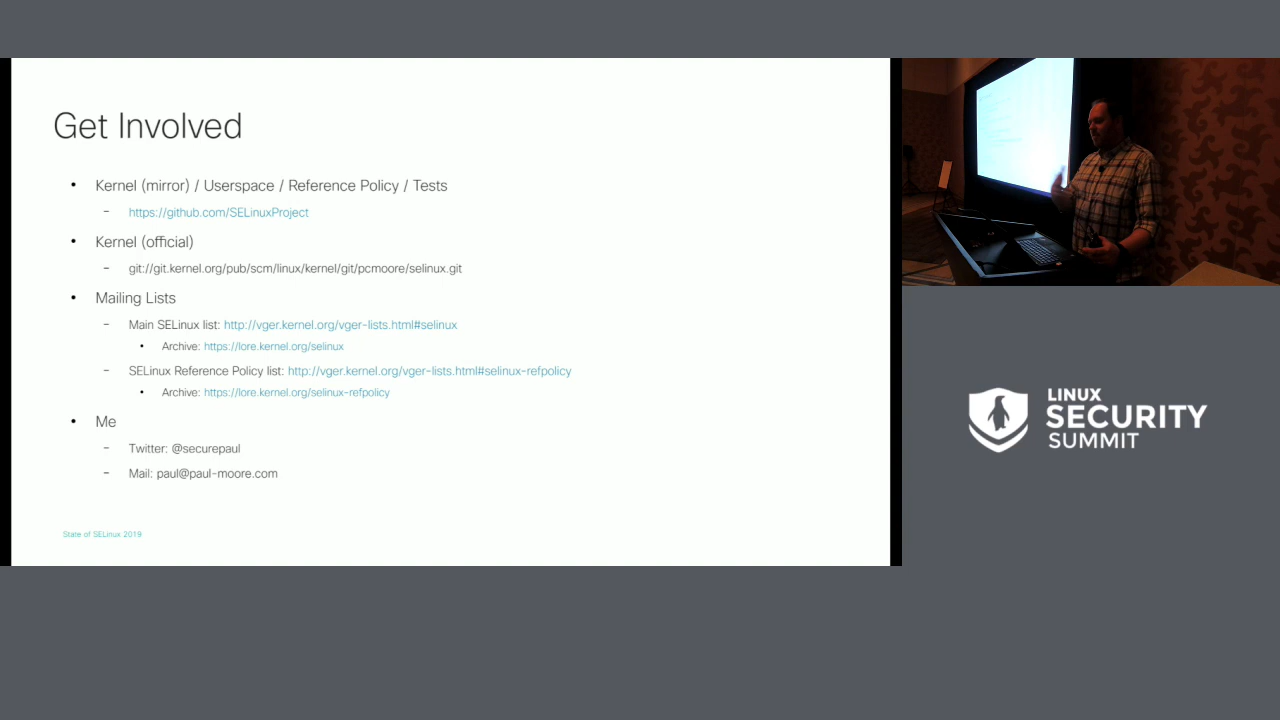 Get Involved
• Kernel (mirror) / Userspace / Reference Policy / Tests
– https://github.com/SELinuxProject
• Kernel (official)
– git://git.kernel.org/pub/scm/linux/kernel/git/pcmoore/selinux.git
• Mailing Lists
– Main SELinux list: http://vger.kernel.org/vger-lists.html#selinux
• Archive: https://lore.kernel.org/selinux
– SELinux Reference Policy list: http://vger.kernel.org/vger-lists.html#selinux-refpolicy
• Archive: https://lore.kernel.org/selinux-refpolicy
• Me
– Twitter: @securepaul
– Mail: paul@paul-moore.com
State of SELinux 2019
LINUX
SECURITY
SUMMIT